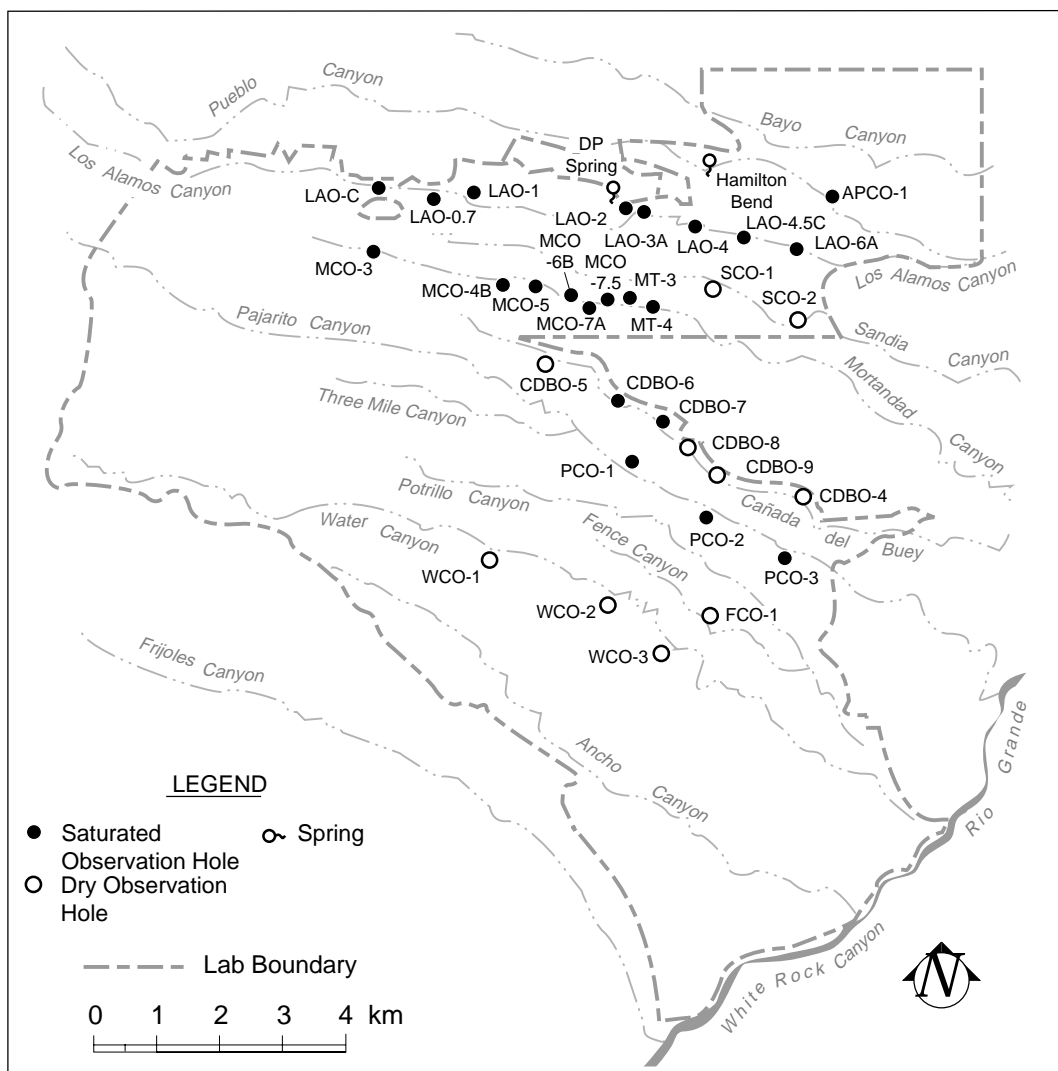 Pueblo Canyon
Bayo Canyon
Los Alamos Canyon
DP
Spring
Hamilton
Bend
LAO-C
LAO-0.7
LAO-1
LAO-2
LAO-3A
LAO-4
LAO-4.5C
LAO-6A
APCO-1
Los Alamos Canyon
MCO-3
MCO-4B
MCO-5
MCO
-6B
MCO-7A
MCO
-7.5
MT-3
MT-4
SCO-1
SCO-2
Sandia Canyon
Mortandad Canyon
Pajarito Canyon
Three Mile Canyon
CDBO-5
CDBO-6
CDBO-7
CDBO-8
CDBO-9
CDBO-4
Cañada del Buey
PCO-1
PCO-2
PCO-3
Potrillo Canyon
Fence Canyon
Water Canyon
WCO-1
WCO-2
WCO-3
FCO-1
Frijoles Canyon
Ancho Canyon
Rio Grande
White Rock Canyon
LEGEND
Saturated
Observation Hole
Spring
Dry Observation
Hole
Lab Boundary
0 1 2 3 4 km
N